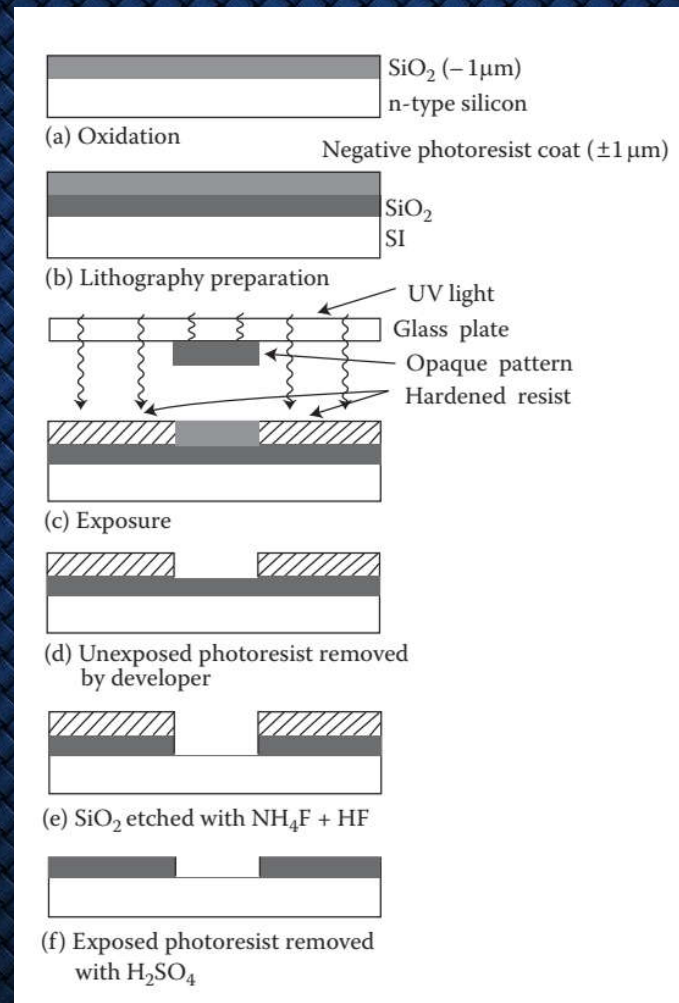 SiO₂ (– 1µm)
n-type silicon
(a) Oxidation
Negative photoresist coat (±1 µm)
SiO₂
SI
(b) Lithography preparation
UV light
Glass plate
Opaque pattern
Hardened resist
(c) Exposure
(d) Unexposed photoresist removed
by developer
(e) SiO₂ etched with NH₄F + HF
(f) Exposed photoresist removed
with H₂SO₄